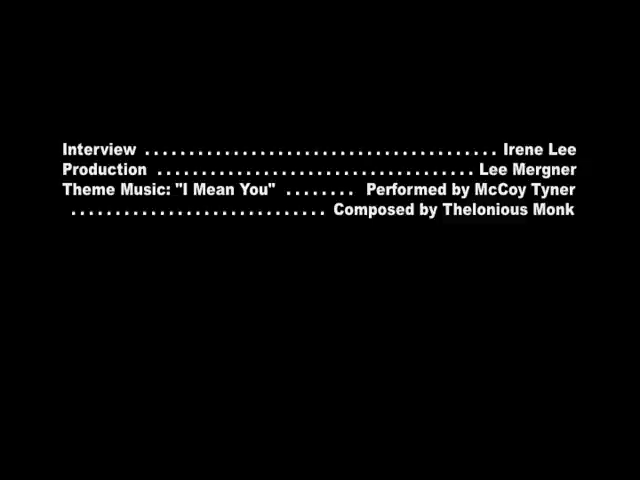 Interview ........................................ Irene Lee
Production .................................... Lee Mergner
Theme Music: "I Mean You" ........ Performed by McCoy Tyner
............................. Composed by Thelonious Monk